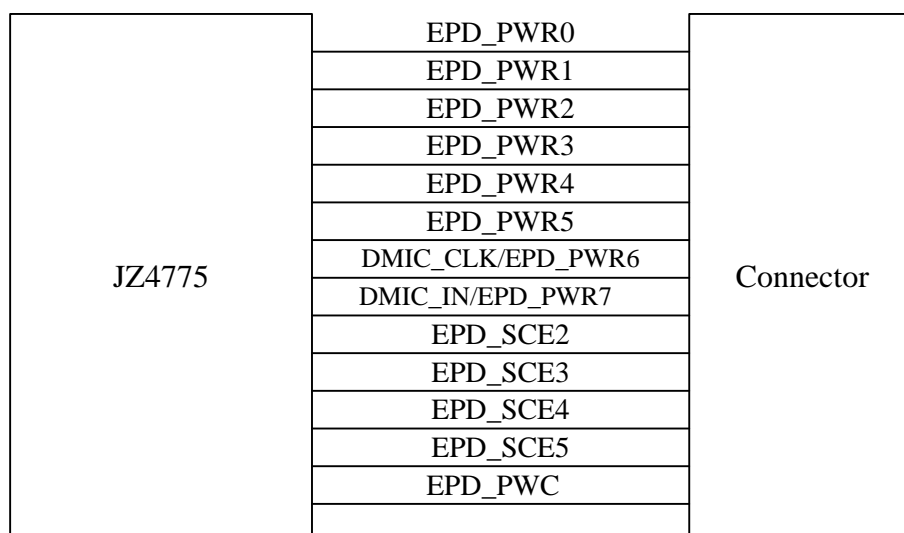 EPD_PWR0
EPD_PWR1
EPD_PWR2
EPD_PWR3
EPD_PWR4
EPD_PWR5
JZ4775
DMIC_CLK/EPD_PWR6
Connector
DMIC_IN/EPD_PWR7
EPD_SCE2
EPD_SCE3
EPD_SCE4
EPD_SCE5
EPD_PWC